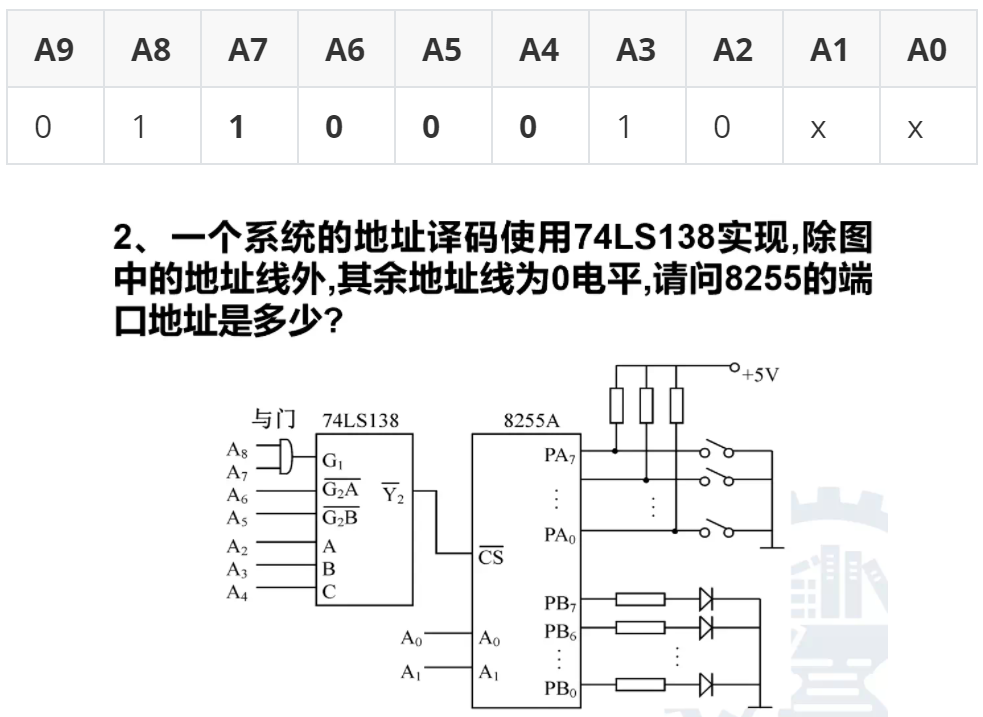 A9 A8 A7 A6 A5 A4 A3 A2 A1 A0
0 1 1 0 0 0 1 0 x x
2、一个系统的地址译码使用74LS138实现,除图
中的地址线外,其余地址线为0电平,请问8255的端
口地址是多少?
+5V
与门 74LS138 8255A
A₈
A₇
A₆
A₅
A₂
A₃
A₄
G₁
G̅₂̅A̅
G̅₂̅B̅
A
B
C
Y̅₂
C̅S̅
A₀ A₀
A₁ A₁
PA₇
⋮
PA₀
PB₇
PB₆
⋮
PB₀